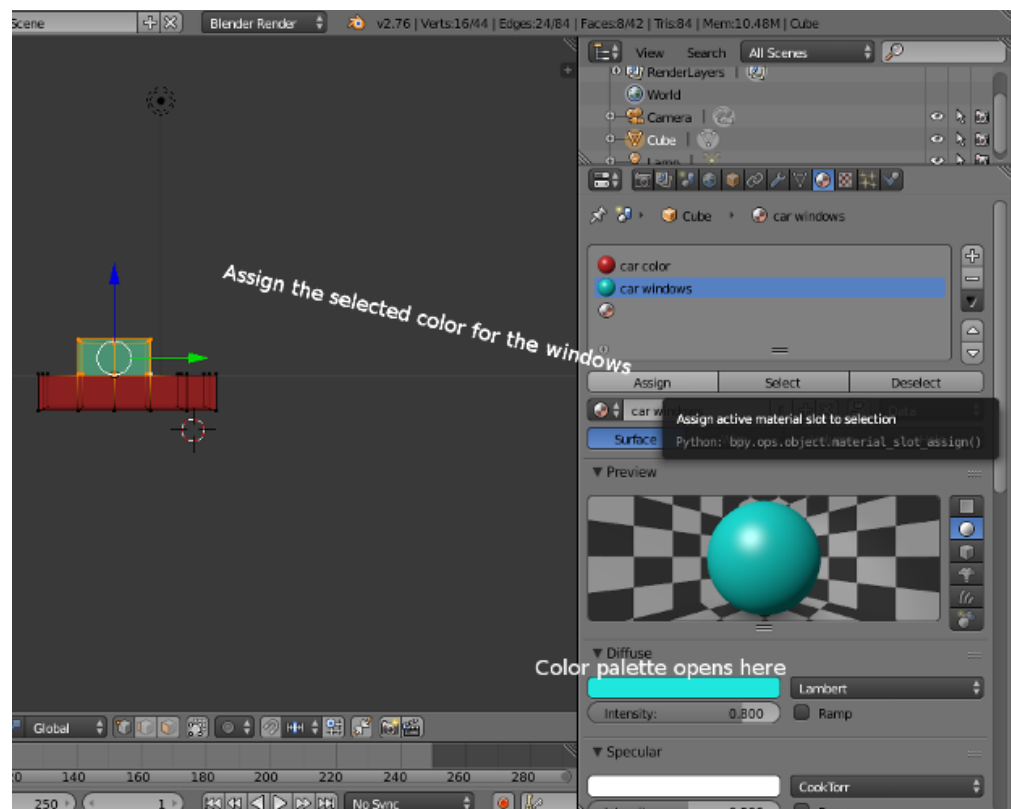 Scene Blender Render v2.76 | Verts:16/44 | Edges:24/84 | Faces:8/42 | Tris:84 | Mem:10.48M | Cube
View Search All Scenes
RenderLayers
World
Camera
Cube
Lamp
Cube car windows
car color
car windows
Assign the selected color for the windows
Assign Select Deselect
Data
Assign active material slot to selection
Surface Python: bpy.ops.object.material_slot_assign()
Preview
Diffuse
Color palette opens here
Lambert
Intensity: 0.800 Ramp
Global
Specular
140 160 180 200 220 240 260 280
CookTorr
250 1 No Sync